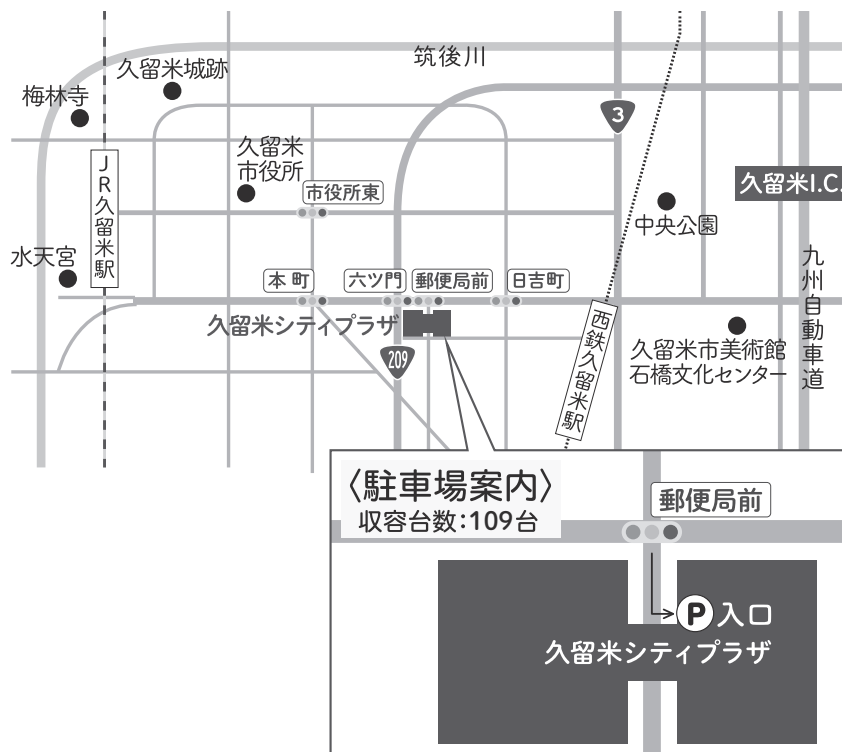 筑後川
久留米城跡
梅林寺
3
久留米
市役所
JR久留米駅
久留米I.C.
市役所東
中央公園
水天宮
九州自動車道
本町
六ツ門
郵便局前
日吉町
久留米シティプラザ
西鉄久留米駅
209
久留米市美術館
石橋文化センター
〈駐車場案内〉
収容台数：109台
郵便局前
P入口
久留米シティプラザ